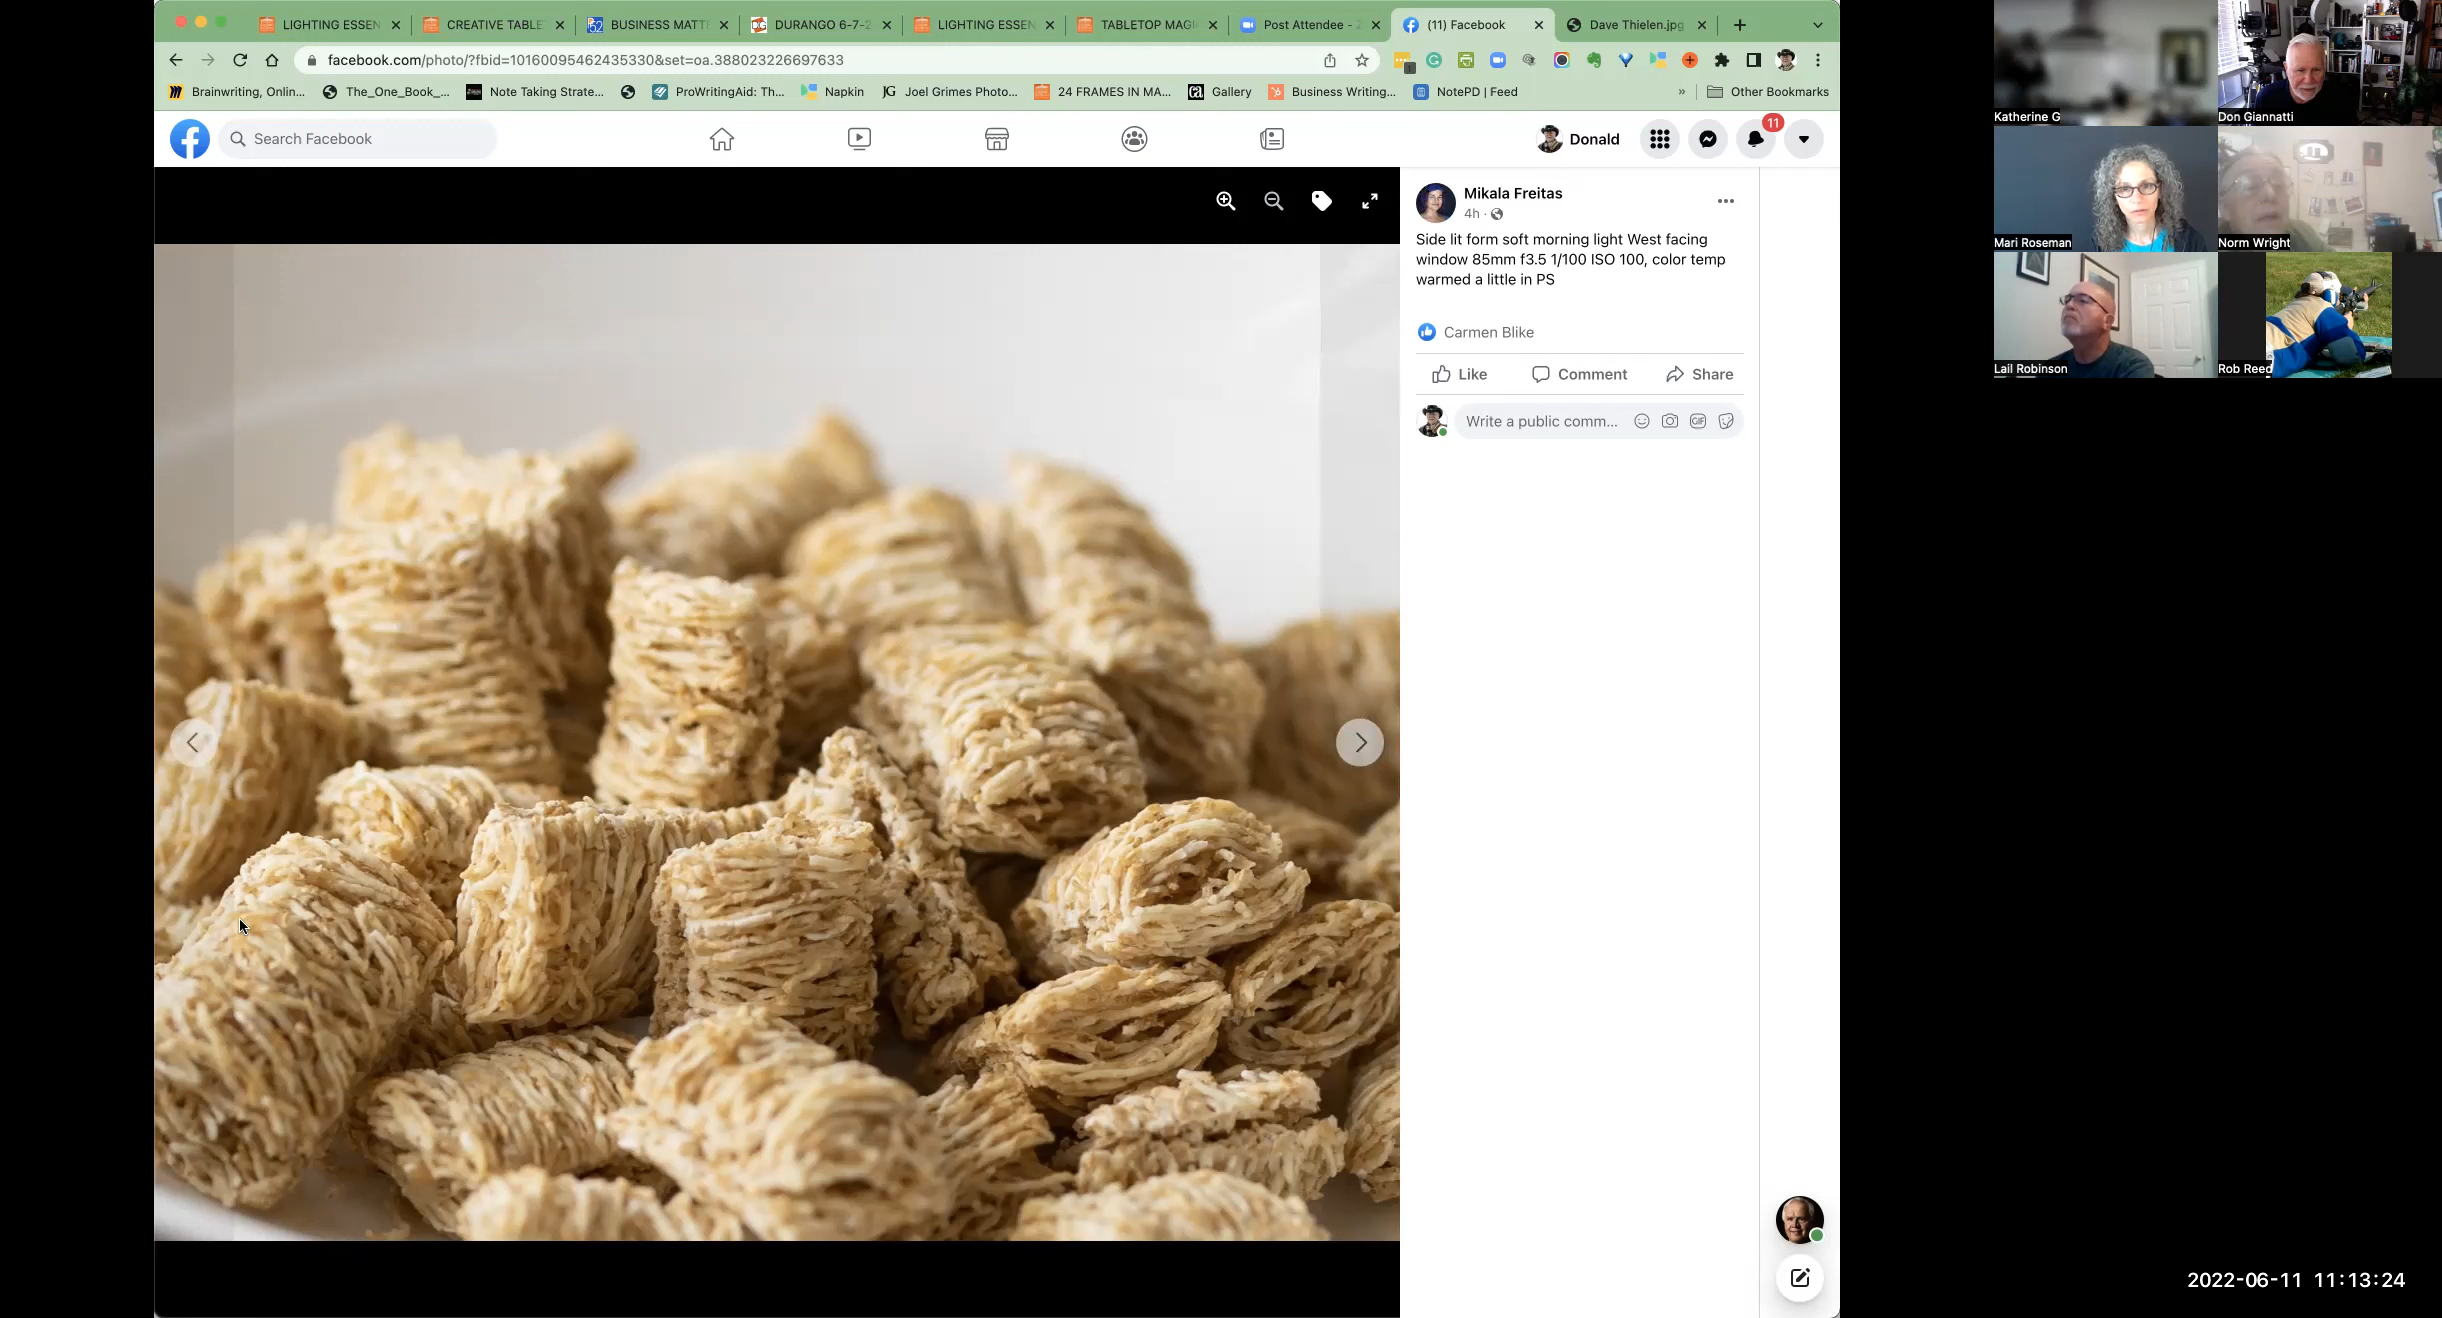 LIGHTING ESSEN
CREATIVE TABLE
BUSINESS MATT
DURANGO 6-7-2
LIGHTING ESSEN
TABLETOP MAGI
Post Attendee - Z
(11) Facebook
Dave Thielen.jpg
facebook.com/photo/?fbid=10160095462435330&set=oa.388023226697633
Brainwriting, Onlin...
The_One_Book_...
Note Taking Strate...
ProWritingAid: Th...
Napkin
JG Joel Grimes Photo...
24 FRAMES IN MA...
Gallery
Business Writing...
NotePD | Feed
» Other Bookmarks
Search Facebook
Donald
11
Mikala Freitas
4h ·
Side lit form soft morning light West facing
window 85mm f3.5 1/100 ISO 100, color temp
warmed a little in PS
Carmen Blike
Like Comment Share
Write a public comm...
GIF
Katherine G
Don Giannatti
Mari Roseman
Norm Wright
Lail Robinson
Rob Reed
2022-06-11 11:13:24